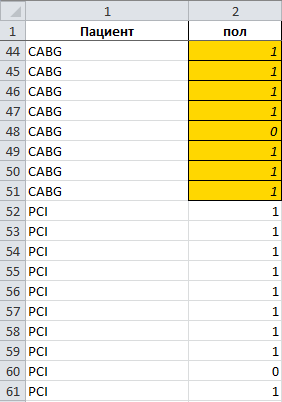 1 2
1 Пациент пол
44 CABG 1
45 CABG 1
46 CABG 1
47 CABG 1
48 CABG 0
49 CABG 1
50 CABG 1
51 CABG 1
52 PCI 1
53 PCI 1
54 PCI 1
55 PCI 1
56 PCI 1
57 PCI 1
58 PCI 1
59 PCI 1
60 PCI 0
61 PCI 1